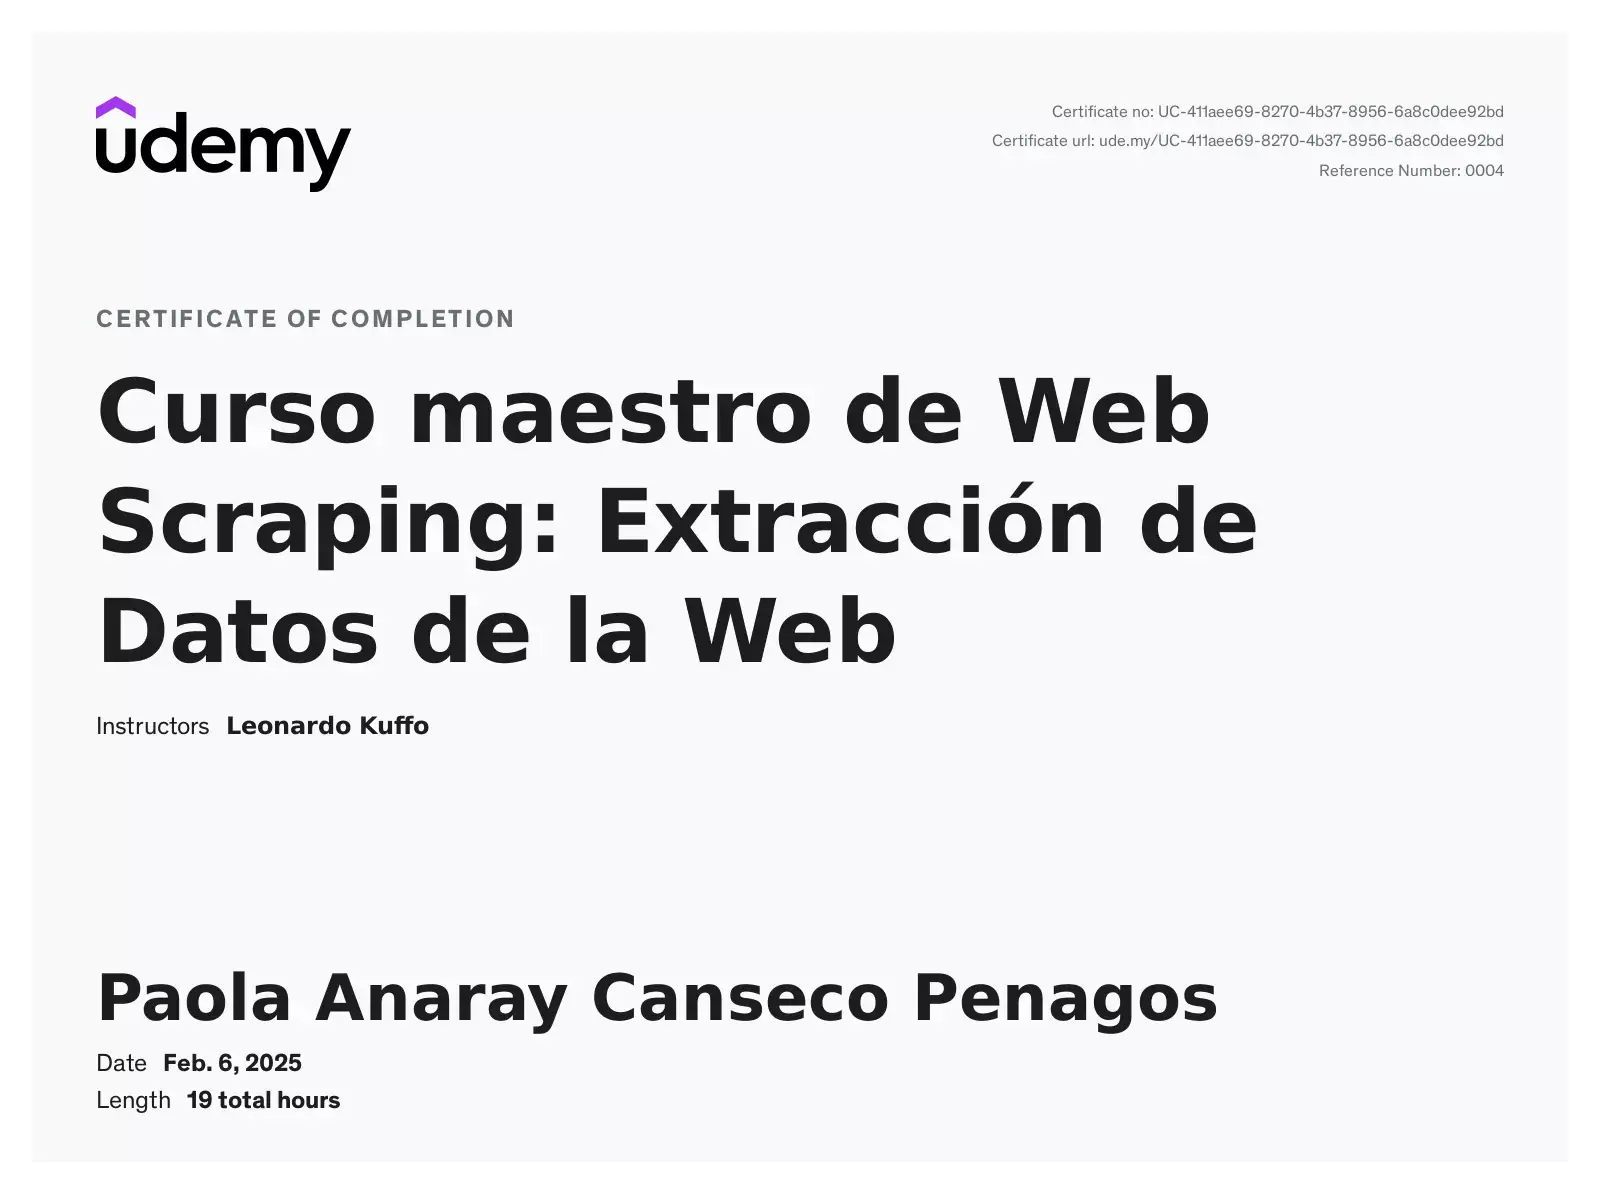 udemy
Certificate no: UC-411aee69-8270-4b37-8956-6a8c0dee92bd
Certificate url: ude.my/UC-411aee69-8270-4b37-8956-6a8c0dee92bd
Reference Number: 0004
CERTIFICATE OF COMPLETION
Curso maestro de Web
Scraping: Extracción de
Datos de la Web
Instructors Leonardo Kuffo
Paola Anaray Canseco Penagos
Date Feb. 6, 2025
Length 19 total hours